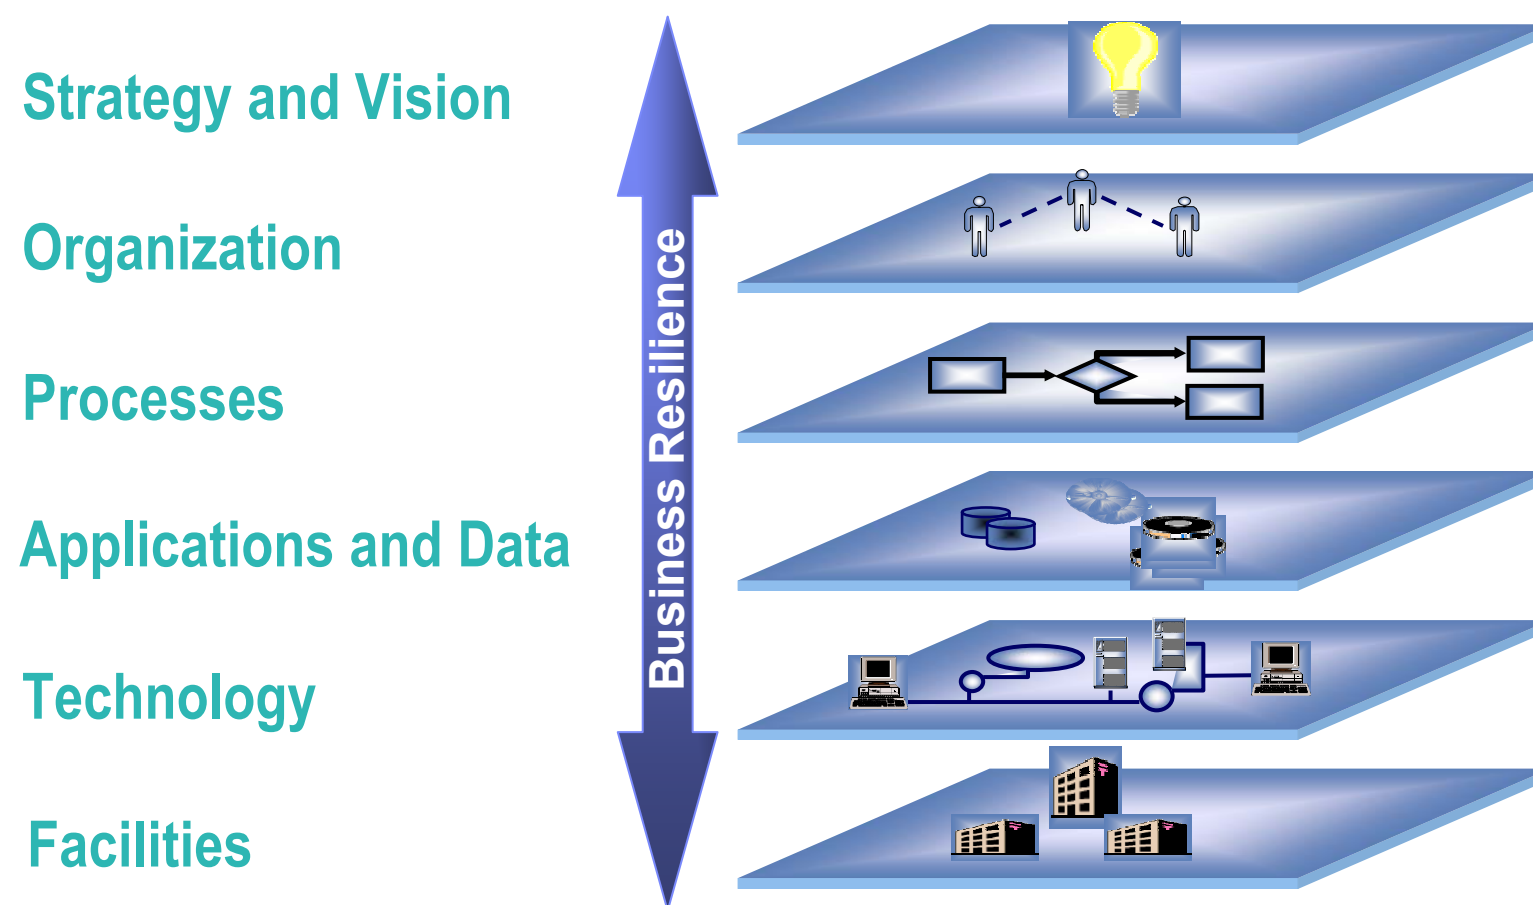 Strategy and Vision
Organization
Processes
Applications and Data
Technology
Facilities
Business Resilience